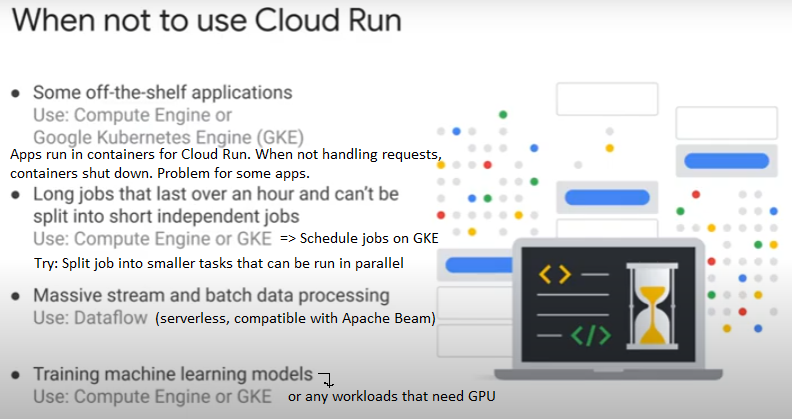 When not to use Cloud Run
● Some off-the-shelf applications
Use: Compute Engine or
Google Kubernetes Engine (GKE)
Apps run in containers for Cloud Run. When not handling requests,
containers shut down. Problem for some apps.
● Long jobs that last over an hour and can't be
split into short independent jobs
Use: Compute Engine or GKE => Schedule jobs on GKE
Try: Split job into smaller tasks that can be run in parallel
● Massive stream and batch data processing
Use: Dataflow (serverless, compatible with Apache Beam)
● Training machine learning models
Use: Compute Engine or GKE or any workloads that need GPU